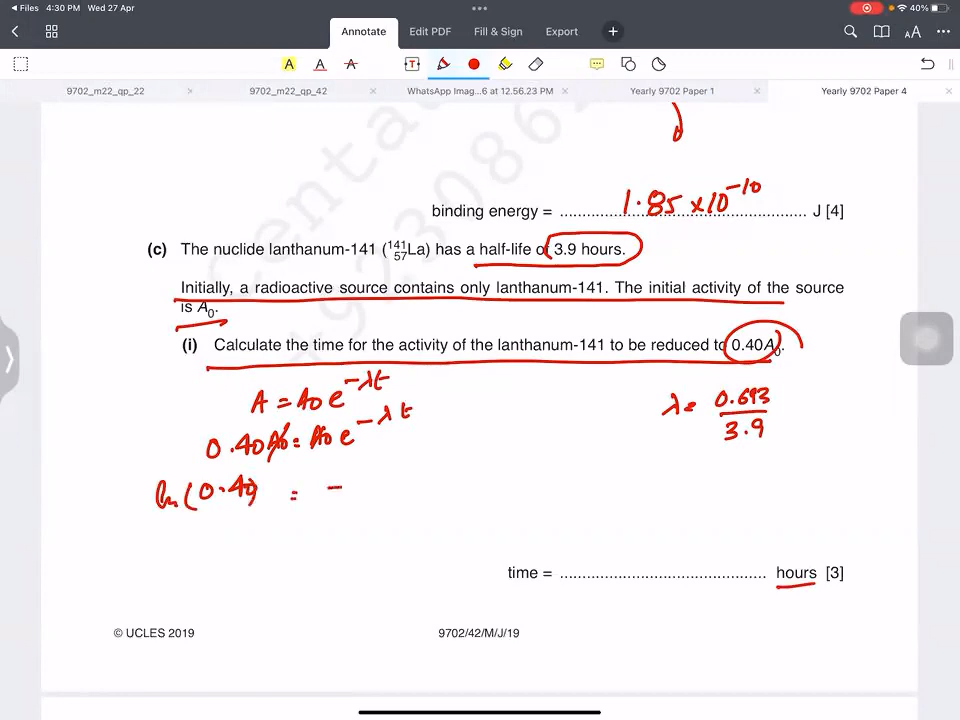 Files 4:30 PM Wed 27 Apr 40%
Annotate Edit PDF Fill & Sign Export
9702_m22_qp_22 9702_m22_qp_42 WhatsApp Imag...6 at 12.56.23 PM Yearly 9702 Paper 1 Yearly 9702 Paper 4
1.85 × 10⁻¹⁰
binding energy = ...................................................... J [4]
(c) The nuclide lanthanum-141 (¹⁴¹₅₇La) has a half-life of 3.9 hours.
Initially, a radioactive source contains only lanthanum-141. The initial activity of the source
is A₀.
(i) Calculate the time for the activity of the lanthanum-141 to be reduced to 0.40A₀.
A = A₀ e^-λt
λ = 0.693 / 3.9
0.40A₀ = A₀ e^-λt
ln(0.40) = -
time = .............................................. hours [3]
© UCLES 2019 9702/42/M/J/19